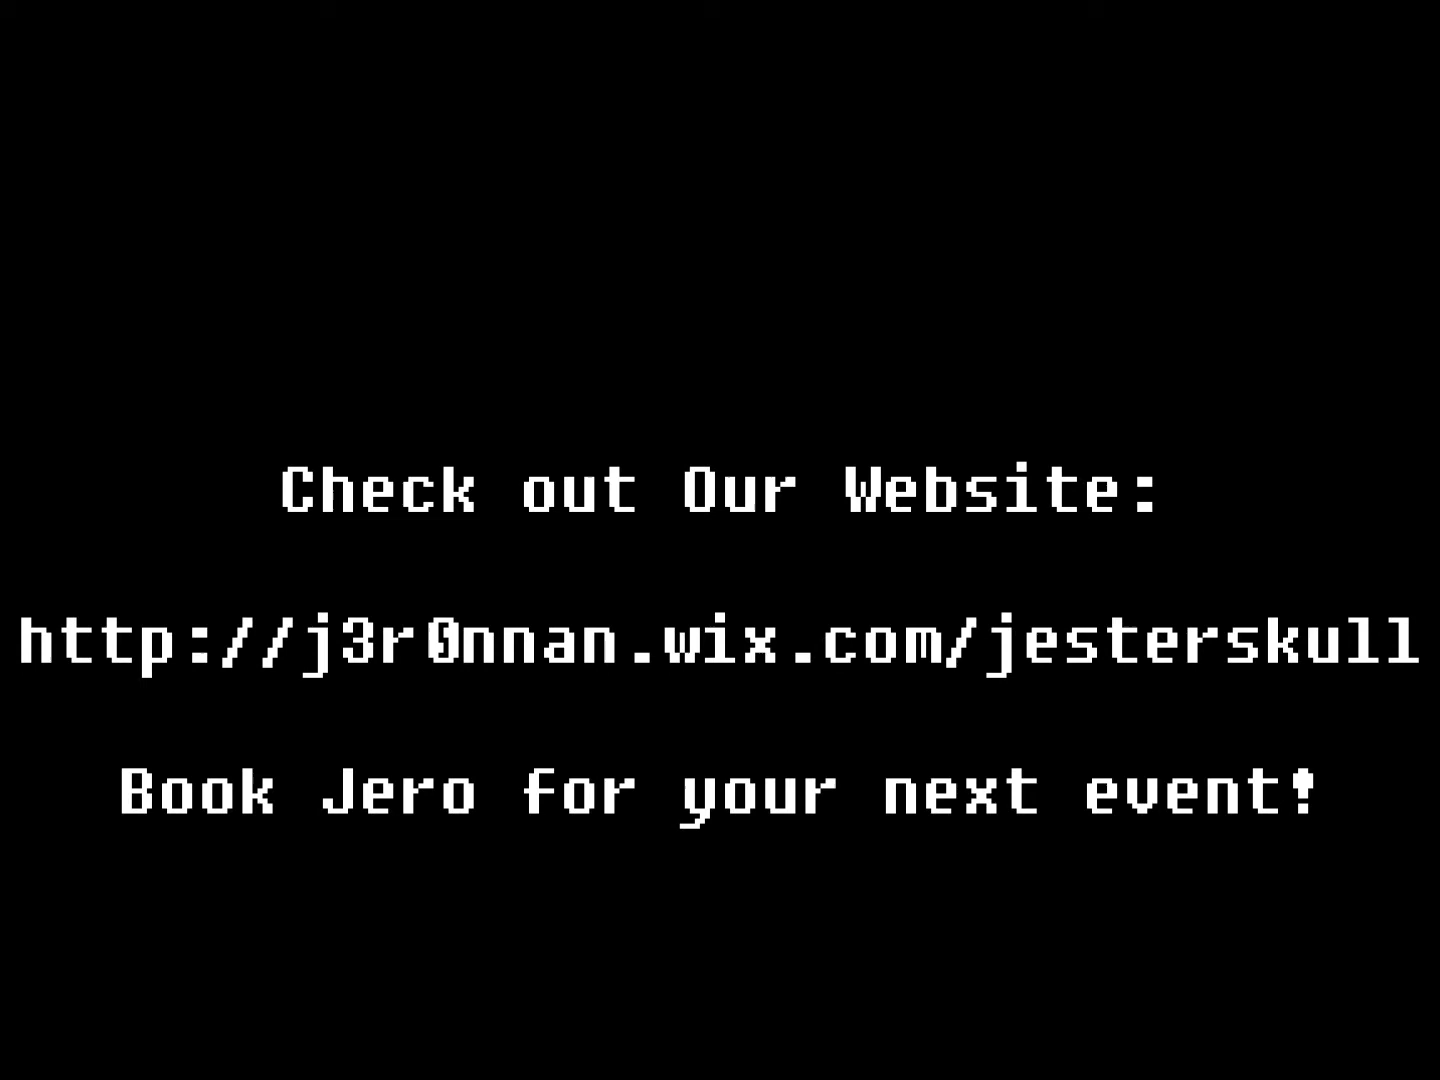 Check out Our Website:
http://j3r0nnan.wix.com/jesterskull
Book Jero for your next event!